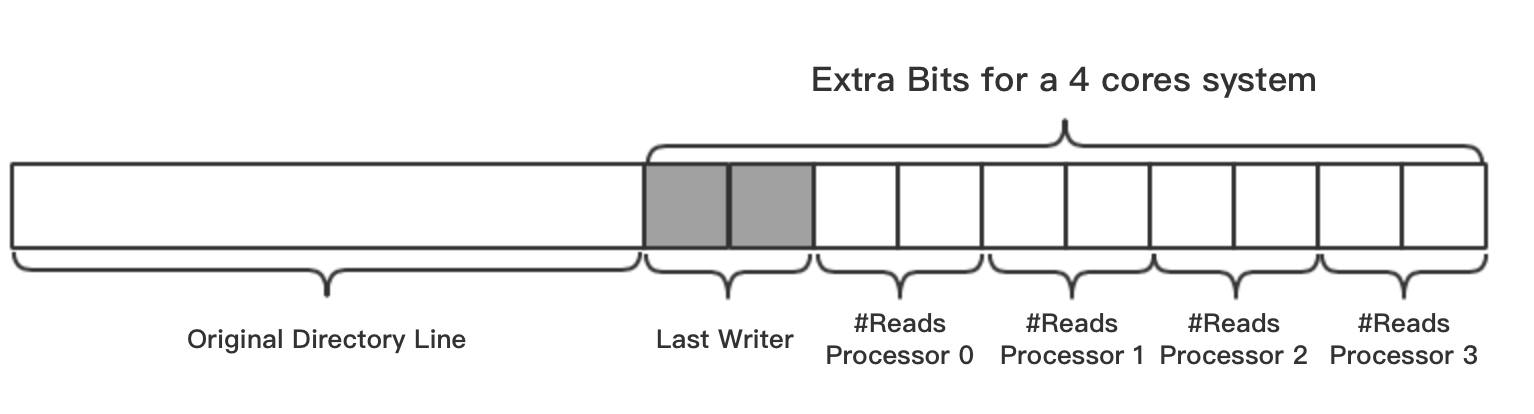 Extra Bits for a 4 cores system
Original Directory Line
Last Writer
#Reads
Processor 0
#Reads
Processor 1
#Reads
Processor 2
#Reads
Processor 3